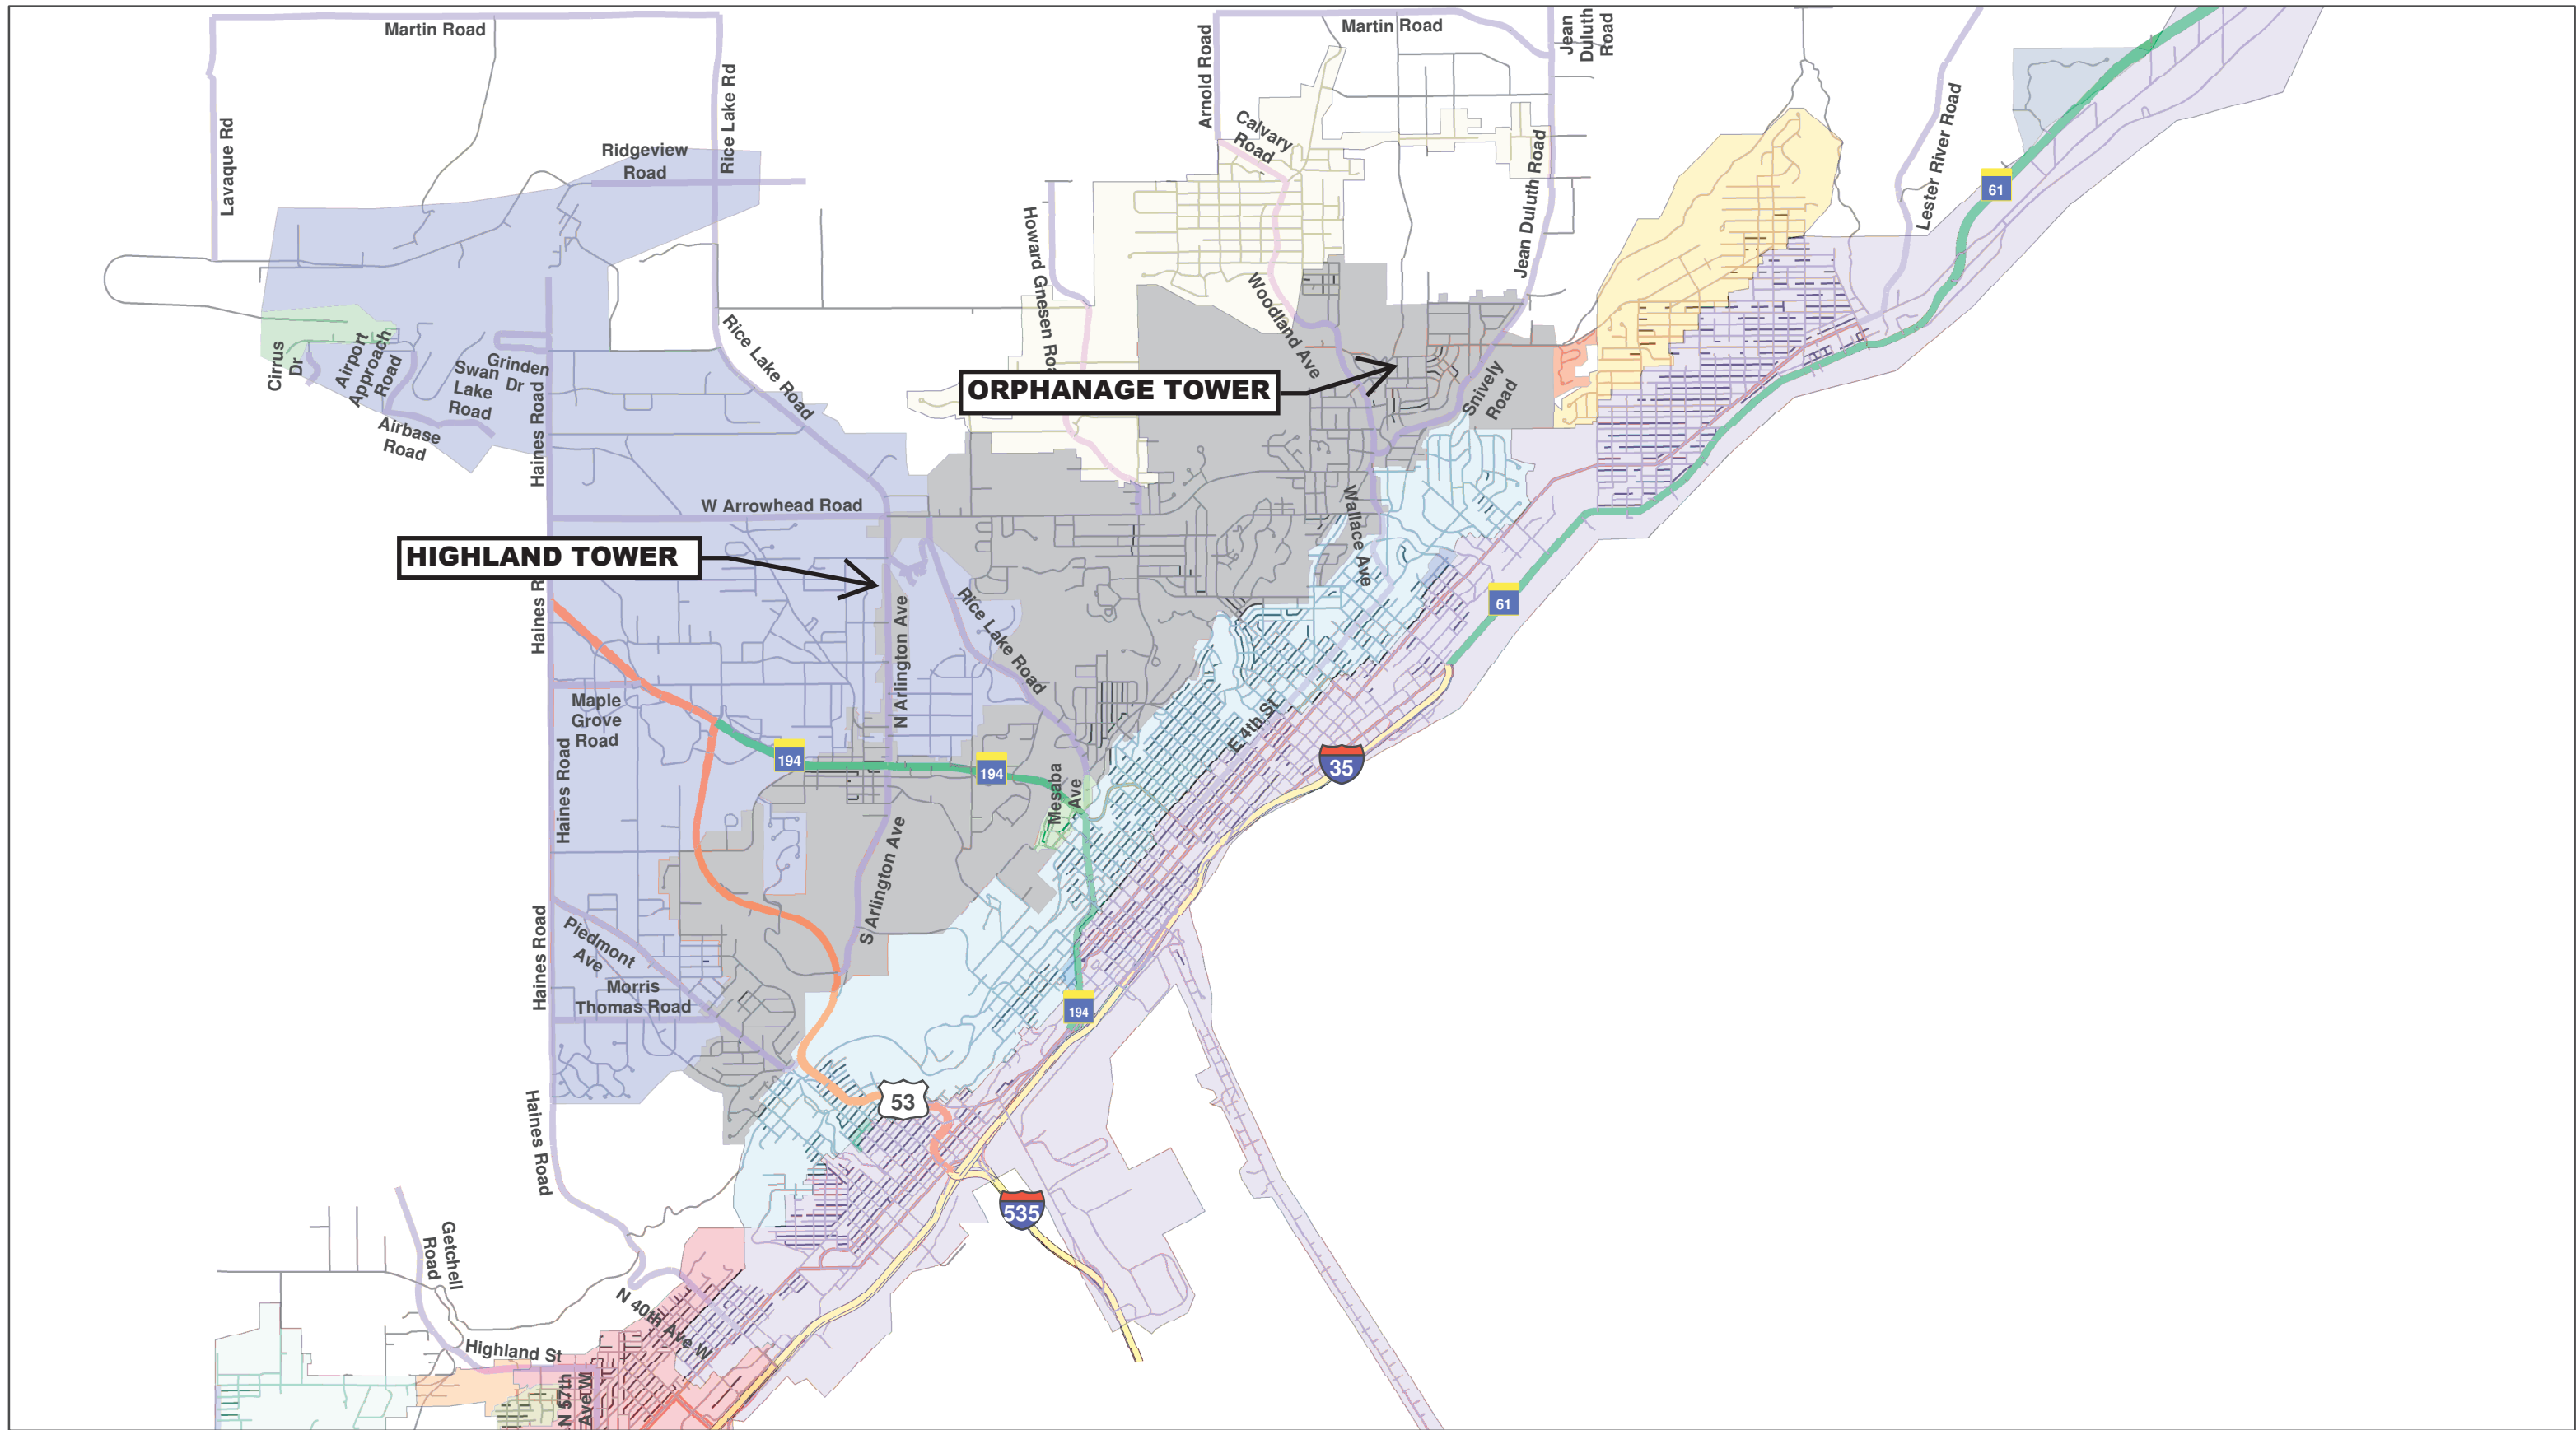 Martin Road
Martin Road
Jean
Duluth
Road
Lavaque Rd
Rice Lake Rd
Arnold Road
Calvary
Road
Ridgeview
Road
Jean Duluth Road
Lester River Road
61
Howard Gnesen Roa
Woodland Ave
Cirrus
Dr
Airport
Approach
Road
Swan
Lake
Road
Grinden
Dr
Rice Lake Road
Airbase
Road
Haines Road
ORPHANAGE TOWER
Snively
Road
W Arrowhead Road
Wallace Ave
HIGHLAND TOWER
Haines R
N Arlington Ave
Rice Lake Road
61
Maple
Grove
Road
E 4th St
194
194
35
Haines Road
Mesaba
Ave
S Arlington Ave
Haines Road
Piedmont
Ave
Morris
Thomas Road
194
53
Haines Road
535
Getchell
Road
N 40th Ave W
Highland St
N 57th
Ave W